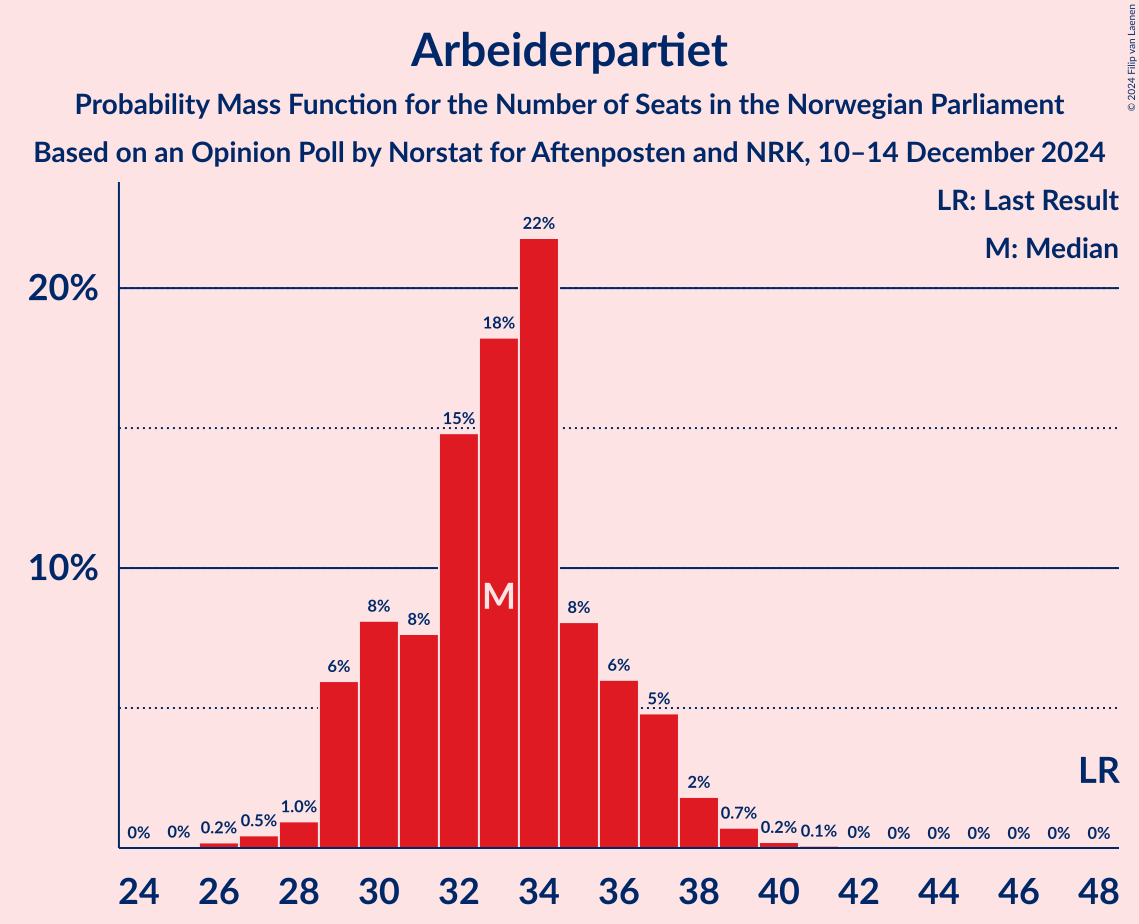 Arbeiderpartiet
Probability Mass Function for the Number of Seats in the Norwegian Parliament
Based on an Opinion Poll by Norstat for Aftenposten and NRK, 10–14 December 2024
© 2024 Filip van Laenen
LR: Last Result
M: Median
20%
10%
0% 0% 0.2% 0.5% 1.0% 6% 8% 8% 15% 18% 22% 8% 6% 5% 2% 0.7% 0.2% 0.1% 0% 0% 0% 0% 0% 0% 0%
M
LR
24 26 28 30 32 34 36 38 40 42 44 46 48